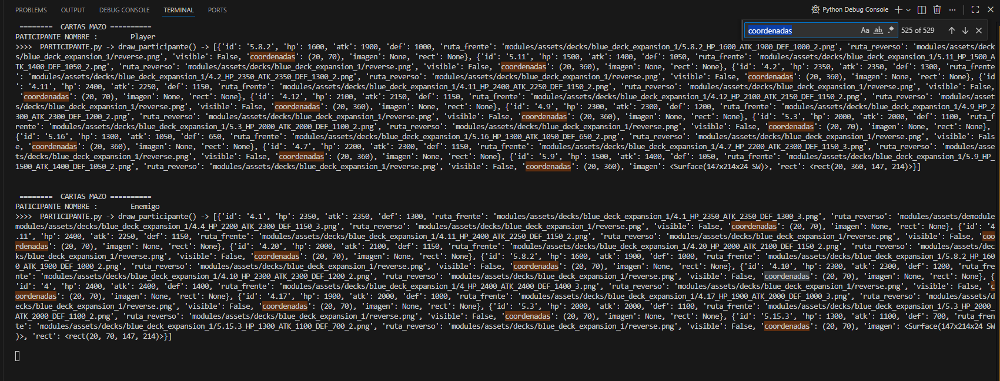 PROBLEMS OUTPUT DEBUG CONSOLE TERMINAL PORTS
Python Debug Console
coordenadas Aa ab .* 525 of 529
======== CARTAS MAZO ==========
PATICIPANTE NOMBRE : Player
>>>> PARTICIPANTE.py -> draw_participante() -> [{'id': '5.8.2', 'hp': 1600, 'atk': 1900, 'def': 1000, 'ruta_frente': 'modules/assets/decks/blue_deck_expansion_1/5.8.2_HP_1600_ATK_1900_DEF_1000_2.png', 'ruta_reverso': 'modules/assets/deck
s/blue_deck_expansion_1/reverse.png', 'visible': False, 'coordenadas': (20, 70), 'imagen': None, 'rect': None}, {'id': '5.11', 'hp': 1500, 'atk': 1400, 'def': 1050, 'ruta_frente': 'modules/assets/decks/blue_deck_expansion_1/5.11_HP_1500_A
TK_1400_DEF_1050_2.png', 'ruta_reverso': 'modules/assets/decks/blue_deck_expansion_1/reverse.png', 'visible': False, 'coordenadas': (20, 360), 'imagen': None, 'rect': None}, {'id': '4.2', 'hp': 2350, 'atk': 2350, 'def': 1300, 'ruta_frente
': 'modules/assets/decks/blue_deck_expansion_1/4.2_HP_2350_ATK_2350_DEF_1300_2.png', 'ruta_reverso': 'modules/assets/decks/blue_deck_expansion_1/reverse.png', 'visible': False, 'coordenadas': (20, 360), 'imagen': None, 'rect': None}, {'id
': '4.11', 'hp': 2400, 'atk': 2250, 'def': 1150, 'ruta_frente': 'modules/assets/decks/blue_deck_expansion_1/4.11_HP_2400_ATK_2250_DEF_1150_2.png', 'ruta_reverso': 'modules/assets/decks/blue_deck_expansion_1/reverse.png', 'visible': False,
'coordenadas': (20, 70), 'imagen': None, 'rect': None}, {'id': '4.12', 'hp': 2100, 'atk': 2150, 'def': 1150, 'ruta_frente': 'modules/assets/decks/blue_deck_expansion_1/4.12_HP_2100_ATK_2150_DEF_1150_2.png', 'ruta_reverso': 'modules/asset
s/decks/blue_deck_expansion_1/reverse.png', 'visible': False, 'coordenadas': (20, 360), 'imagen': None, 'rect': None}, {'id': '4.9', 'hp': 2300, 'atk': 2300, 'def': 1200, 'ruta_frente': 'modules/assets/decks/blue_deck_expansion_1/4.9_HP_2
300_ATK_2300_DEF_1200_2.png', 'ruta_reverso': 'modules/assets/decks/blue_deck_expansion_1/reverse.png', 'visible': False, 'coordenadas': (20, 360), 'imagen': None, 'rect': None}, {'id': '5.3', 'hp': 2000, 'atk': 2000, 'def': 1100, 'ruta_f
rente': 'modules/assets/decks/blue_deck_expansion_1/5.3_HP_2000_ATK_2000_DEF_1100_2.png', 'ruta_reverso': 'modules/assets/decks/blue_deck_expansion_1/reverse.png', 'visible': False, 'coordenadas': (20, 70), 'imagen': None, 'rect': None},
{'id': '5.16', 'hp': 1300, 'atk': 1050, 'def': 650, 'ruta_frente': 'modules/assets/decks/blue_deck_expansion_1/5.16_HP_1300_ATK_1050_DEF_650_2.png', 'ruta_reverso': 'modules/assets/decks/blue_deck_expansion_1/reverse.png', 'visible': Fals
e, 'coordenadas': (20, 360), 'imagen': None, 'rect': None}, {'id': '4.7', 'hp': 2200, 'atk': 2300, 'def': 1150, 'ruta_frente': 'modules/assets/decks/blue_deck_expansion_1/4.7_HP_2200_ATK_2300_DEF_1150_3.png', 'ruta_reverso': 'modules/asse
ts/decks/blue_deck_expansion_1/reverse.png', 'visible': False, 'coordenadas': (20, 360), 'imagen': None, 'rect': None}, {'id': '5.9', 'hp': 1500, 'atk': 1400, 'def': 1050, 'ruta_frente': 'modules/assets/decks/blue_deck_expansion_1/5.9_HP_
1500_ATK_1400_DEF_1050_2.png', 'ruta_reverso': 'modules/assets/decks/blue_deck_expansion_1/reverse.png', 'visible': False, 'coordenadas': (20, 360), 'imagen': <Surface(147x214x24 SW)>, 'rect': <rect(20, 360, 147, 214)>}]
======== CARTAS MAZO ==========
PATICIPANTE NOMBRE : Enemigo
>>>> PARTICIPANTE.py -> draw_participante() -> [{'id': '4.1', 'hp': 2350, 'atk': 2350, 'def': 1300, 'ruta_frente': 'modules/assets/decks/blue_deck_expansion_1/4.1_HP_2350_ATK_2350_DEF_1300_3.png', 'ruta_reverso': 'modules/assets/demodule
modules/assets/decks/blue_deck_expansion_1/4.4_HP_2200_ATK_2300_DEF_1150_3.png', 'ruta_reverso': 'modules/assets/decks/blue_deck_expansion_1/reverse.png', 'visible': False, 'coordenadas': (20, 70), 'imagen': None, 'rect': None}, {'id': '4
.11', 'hp': 2400, 'atk': 2250, 'def': 1150, 'ruta_frente': 'modules/assets/decks/blue_deck_expansion_1/4.11_HP_2400_ATK_2250_DEF_1150_2.png', 'ruta_reverso': 'modules/assets/decks/blue_deck_expansion_1/reverse.png', 'visible': False, 'coo
rdenadas': (20, 70), 'imagen': None, 'rect': None}, {'id': '4.20', 'hp': 2000, 'atk': 2100, 'def': 1150, 'ruta_frente': 'modules/assets/decks/blue_deck_expansion_1/4.20_HP_2000_ATK_2100_DEF_1150_2.png', 'ruta_reverso': 'modules/assets/dec
ks/blue_deck_expansion_1/reverse.png', 'visible': False, 'coordenadas': (20, 70), 'imagen': None, 'rect': None}, {'id': '5.8.2', 'hp': 1600, 'atk': 1900, 'def': 1000, 'ruta_frente': 'modules/assets/decks/blue_deck_expansion_1/5.8.2_HP_160
0_ATK_1900_DEF_1000_2.png', 'ruta_reverso': 'modules/assets/decks/blue_deck_expansion_1/reverse.png', 'visible': False, 'coordenadas': (20, 70), 'imagen': None, 'rect': None}, {'id': '4.10', 'hp': 2300, 'atk': 2300, 'def': 1200, 'ruta_fre
nte': 'modules/assets/decks/blue_deck_expansion_1/4.10_HP_2300_ATK_2300_DEF_1200_2.png', 'ruta_reverso': 'modules/assets/decks/blue_deck_expansion_1/reverse.png', 'visible': False, 'coordenadas': (20, 70), 'imagen': None, 'rect': None}, {
'id': '4', 'hp': 2400, 'atk': 2400, 'def': 1400, 'ruta_frente': 'modules/assets/decks/blue_deck_expansion_1/4_HP_2400_ATK_2400_DEF_1400_3.png', 'ruta_reverso': 'modules/assets/decks/blue_deck_expansion_1/reverse.png', 'visible': False, 'c
oordenadas': (20, 70), 'imagen': None, 'rect': None}, {'id': '4.17', 'hp': 1900, 'atk': 2000, 'def': 1000, 'ruta_frente': 'modules/assets/decks/blue_deck_expansion_1/4.17_HP_1900_ATK_2000_DEF_1000_3.png', 'ruta_reverso': 'modules/assets/d
ecks/blue_deck_expansion_1/reverse.png', 'visible': False, 'coordenadas': (20, 70), 'imagen': None, 'rect': None}, {'id': '5.3', 'hp': 2000, 'atk': 2000, 'def': 1100, 'ruta_frente': 'modules/assets/decks/blue_deck_expansion_1/5.3_HP_2000_
ATK_2000_DEF_1100_2.png', 'ruta_reverso': 'modules/assets/decks/blue_deck_expansion_1/reverse.png', 'visible': False, 'coordenadas': (20, 70), 'imagen': None, 'rect': None}, {'id': '5.15.3', 'hp': 1300, 'atk': 1100, 'def': 700, 'ruta_fren
te': 'modules/assets/decks/blue_deck_expansion_1/5.15.3_HP_1300_ATK_1100_DEF_700_2.png', 'ruta_reverso': 'modules/assets/decks/blue_deck_expansion_1/reverse.png', 'visible': False, 'coordenadas': (20, 70), 'imagen': <Surface(147x214x24 SW
)>, 'rect': <rect(20, 70, 147, 214)>}]